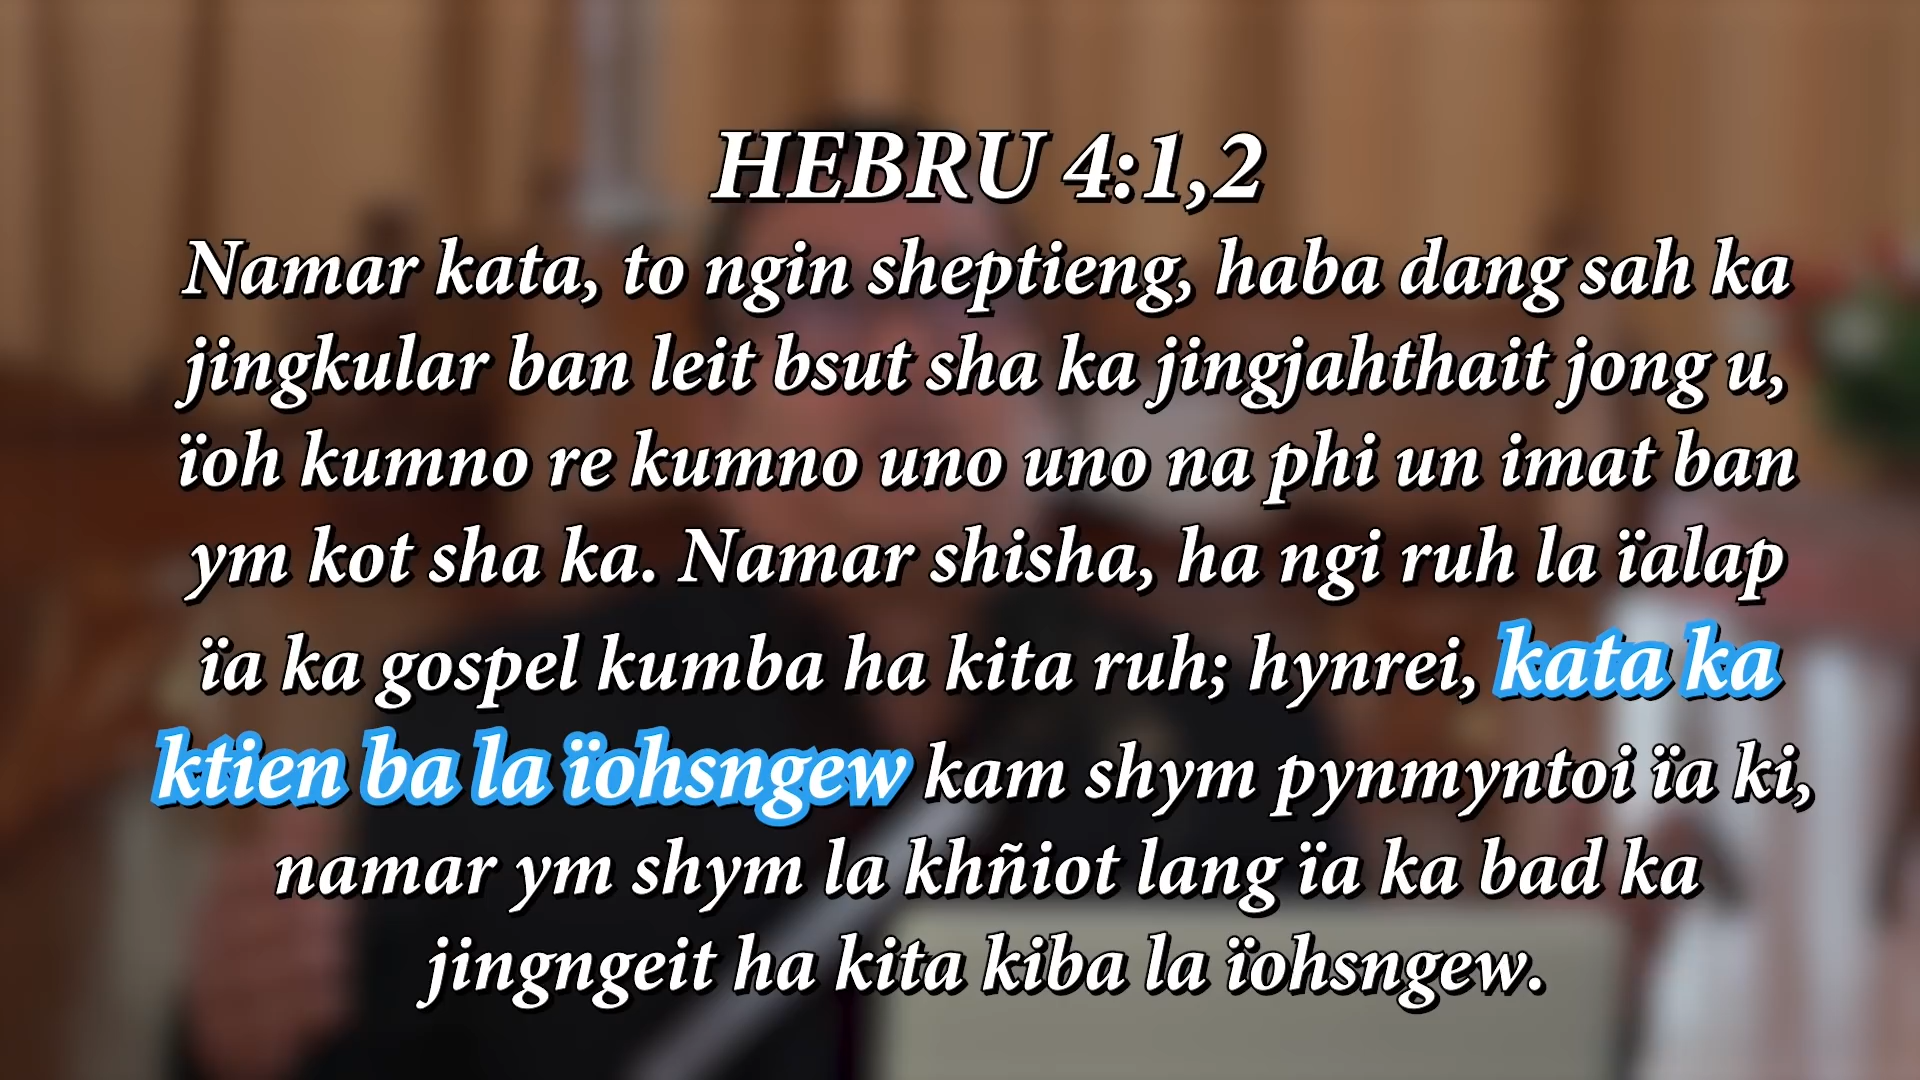 HEBRU 4:1,2
Namar kata, to ngin sheptieng, haba dang sah ka
jingkular ban leit bsut sha ka jingjahthait jong u,
ïoh kumno re kumno uno uno na phi un imat ban
ym kot sha ka. Namar shisha, ha ngi ruh la ïalap
ïa ka gospel kumba ha kita ruh; hynrei, kata ka
ktien ba la ïohsngew kam shym pynmyntoi ïa ki,
namar ym shym la khñiot lang ïa ka bad ka
jingngeit ha kita kiba la ïohsngew.